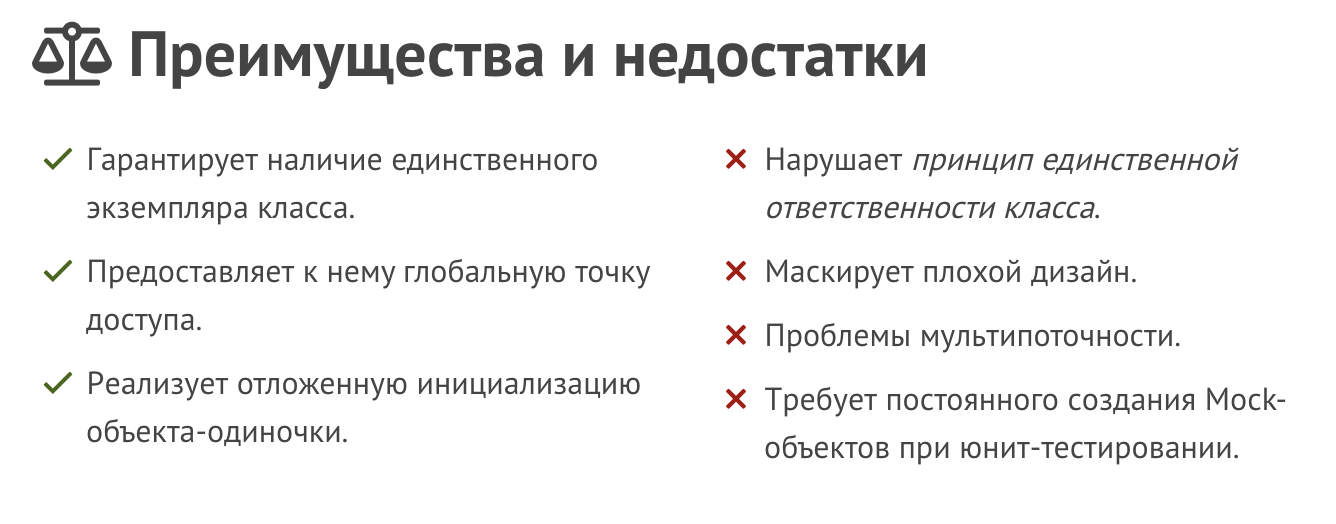 Преимущества и недостатки
Гарантирует наличие единственного
экземпляра класса.
Предоставляет к нему глобальную точку
доступа.
Реализует отложенную инициализацию
объекта-одиночки.
Нарушает принцип единственной
ответственности класса.
Маскирует плохой дизайн.
Проблемы мультипоточности.
Требует постоянного создания Mock-
объектов при юнит-тестировании.